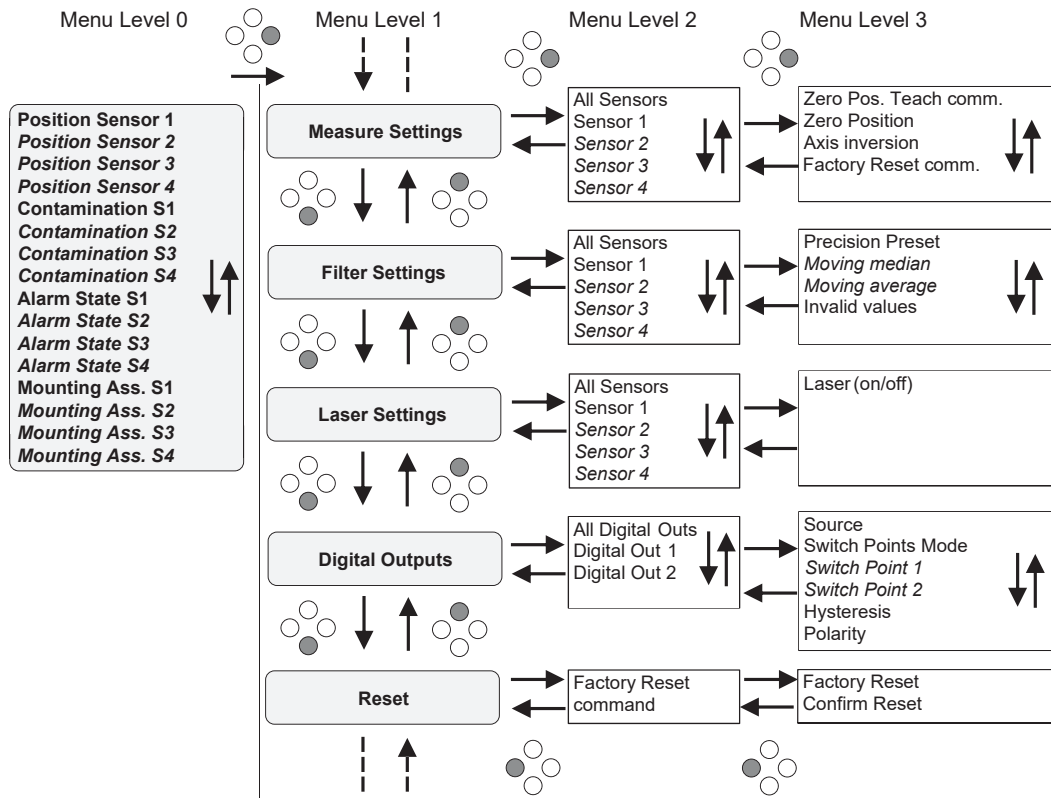 Menu Level 0
Menu Level 1
Menu Level 2
Menu Level 3
Position Sensor 1
Position Sensor 2
Position Sensor 3
Position Sensor 4
Contamination S1
Contamination S2
Contamination S3
Contamination S4
Alarm State S1
Alarm State S2
Alarm State S3
Alarm State S4
Mounting Ass. S1
Mounting Ass. S2
Mounting Ass. S3
Mounting Ass. S4
Measure Settings
All Sensors
Sensor 1
Sensor 2
Sensor 3
Sensor 4
Zero Pos. Teach comm.
Zero Position
Axis inversion
Factory Reset comm.
Filter Settings
All Sensors
Sensor 1
Sensor 2
Sensor 3
Sensor 4
Precision Preset
Moving median
Moving average
Invalid values
Laser Settings
All Sensors
Sensor 1
Sensor 2
Sensor 3
Sensor 4
Laser (on/off)
Digital Outputs
All Digital Outs
Digital Out 1
Digital Out 2
Source
Switch Points Mode
Switch Point 1
Switch Point 2
Hysteresis
Polarity
Reset
Factory Reset
command
Factory Reset
Confirm Reset